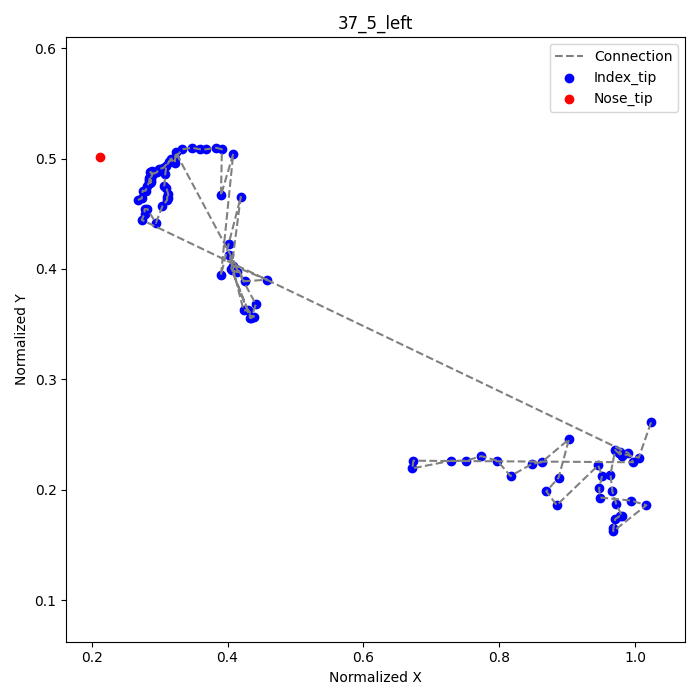 37_5_left
Connection
Index_tip
Nose_tip
0.6
0.5
0.4
0.3
0.2
0.1
Normalized Y
0.2 0.4 0.6 0.8 1.0
Normalized X